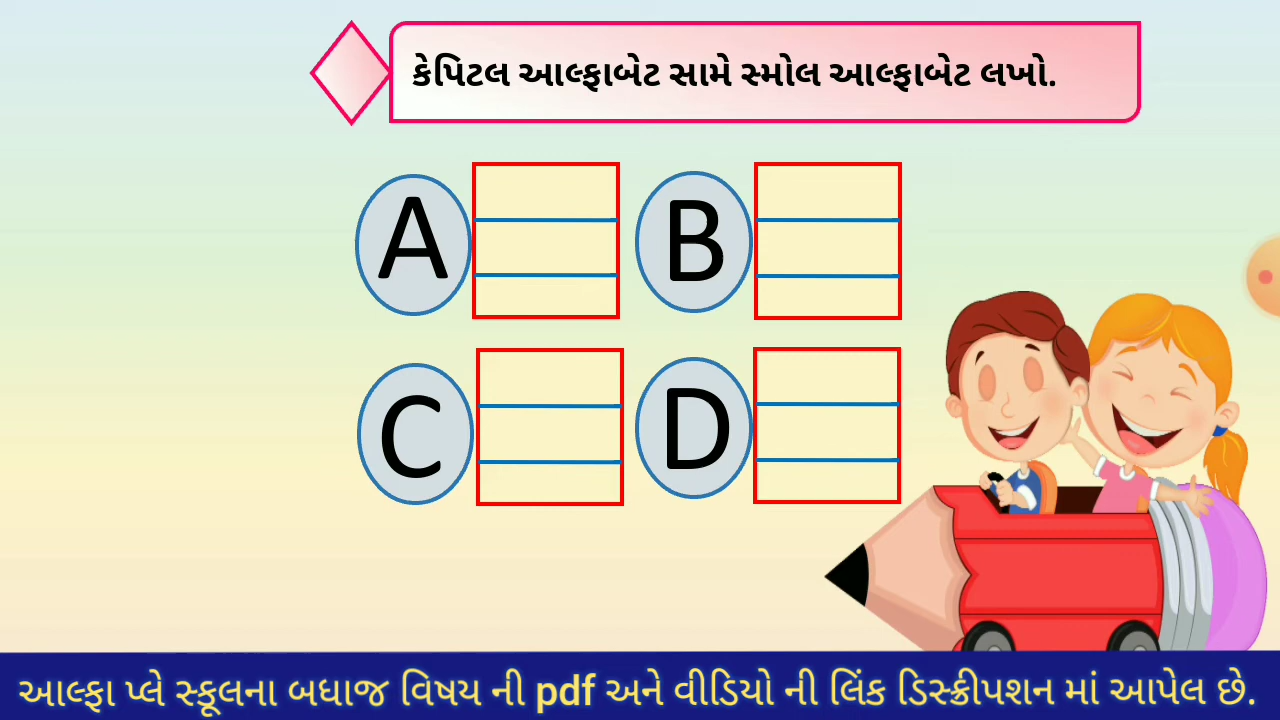 કેપિટલ આલ્ફાબેટ સામે સ્મોલ આલ્ફાબેટ લખો.
A B
C D
આલ્ફા પ્લે સ્કૂલના બધાજ વિષય ની pdf અને વીડિયો ની લિંક ડિસ્ક્રીપશન માં આપેલ છે.